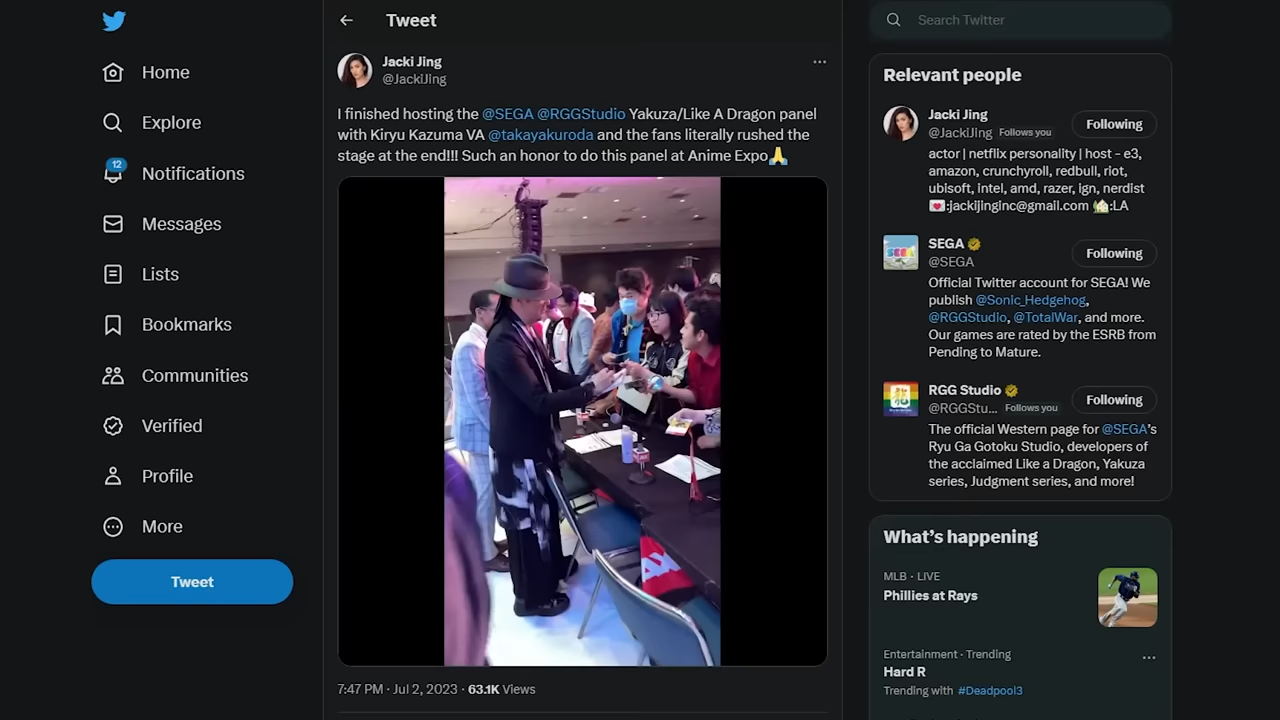 Home
Explore
12
Notifications
Messages
Lists
Bookmarks
Communities
Verified
Profile
More
Tweet
Tweet
Jacki Jing
@JackiJing
I finished hosting the @SEGA @RGGStudio Yakuza/Like A Dragon panel
with Kiryu Kazuma VA @takayakuroda and the fans literally rushed the
stage at the end!!! Such an honor to do this panel at Anime Expo🙏
AX
7:47 PM · Jul 2, 2023 · 63.1K Views
Search Twitter
Relevant people
Jacki Jing
@JackiJing Follows you
Following
actor | netflix personality | host - e3,
amazon, crunchyroll, redbull, riot,
ubisoft, intel, amd, razer, ign, nerdist
💌:jackijinginc@gmail.com 🏡:LA
SEGA
@SEGA
Following
SEGA
Official Twitter account for SEGA! We
publish @Sonic_Hedgehog,
@RGGStudio, @TotalWar, and more.
Our games are rated by the ESRB from
Pending to Mature.
RGG Studio
@RGGStu... Follows you
Following
龍
The official Western page for @SEGA's
Ryu Ga Gotoku Studio, developers of
the acclaimed Like a Dragon, Yakuza
series, Judgment series, and more!
What's happening
MLB · LIVE
Phillies at Rays
Entertainment · Trending
Hard R
Trending with #Deadpool3